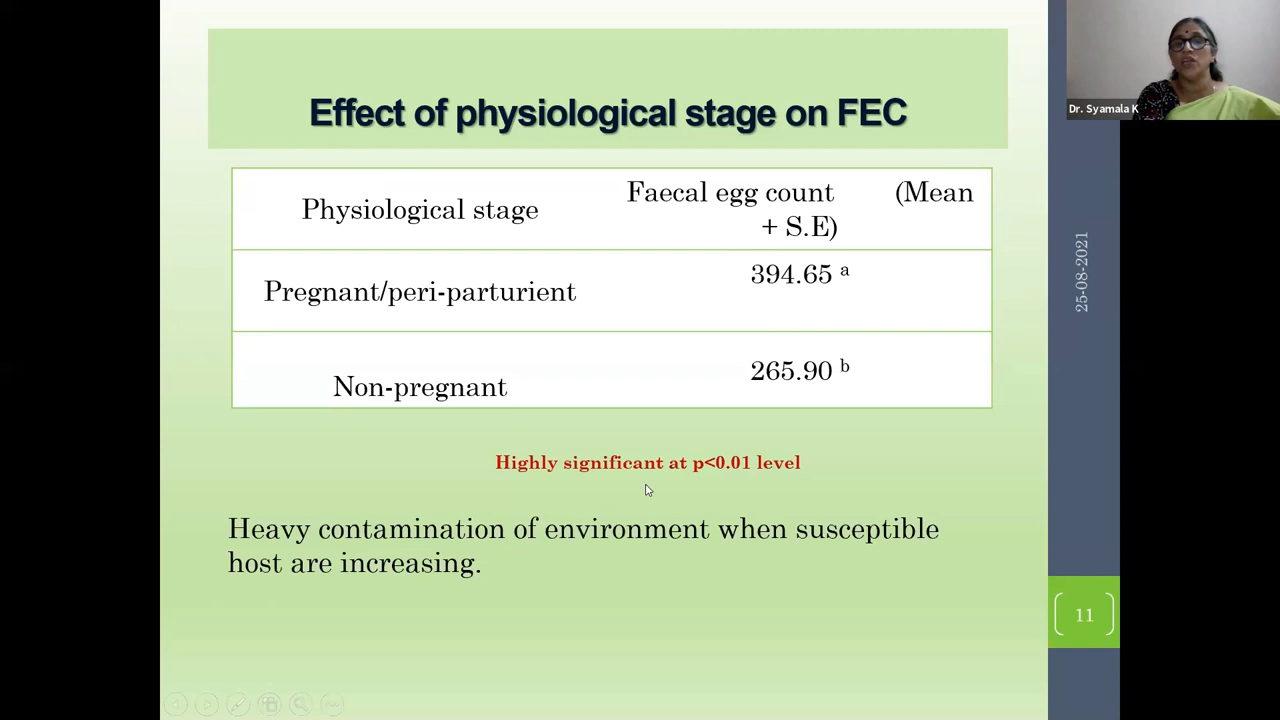 Effect of physiological stage on FEC
Physiological stage
Faecal egg count (Mean
+ S.E)
Pregnant/peri-parturient
394.65 a
Non-pregnant
265.90 b
Highly significant at p<0.01 level
Heavy contamination of environment when susceptible
host are increasing.
25-08-2021
11
Dr. Syamala K